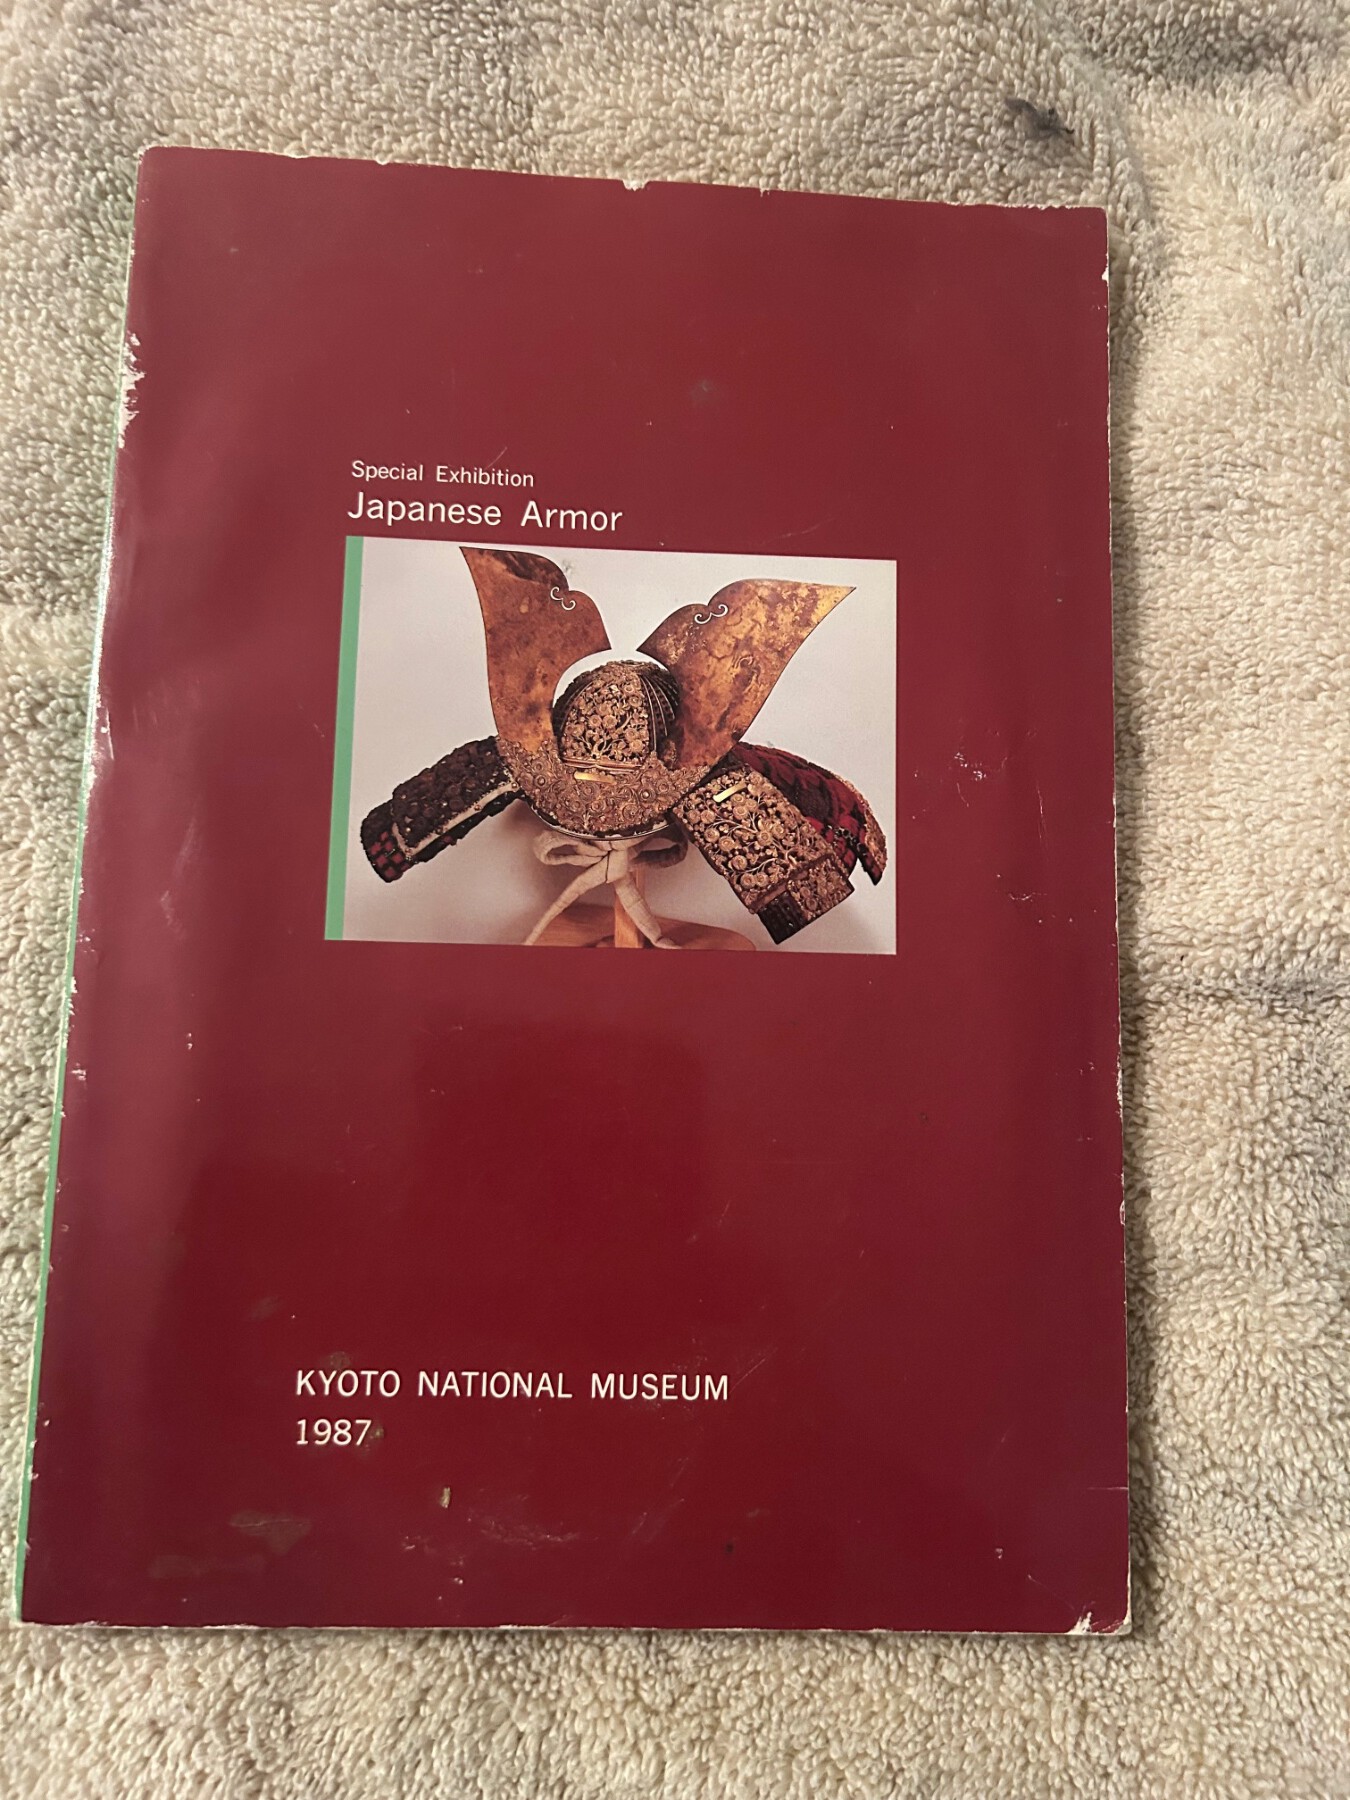 Special Exhibition
Japanese Armor
KYOTO NATIONAL MUSEUM
1987